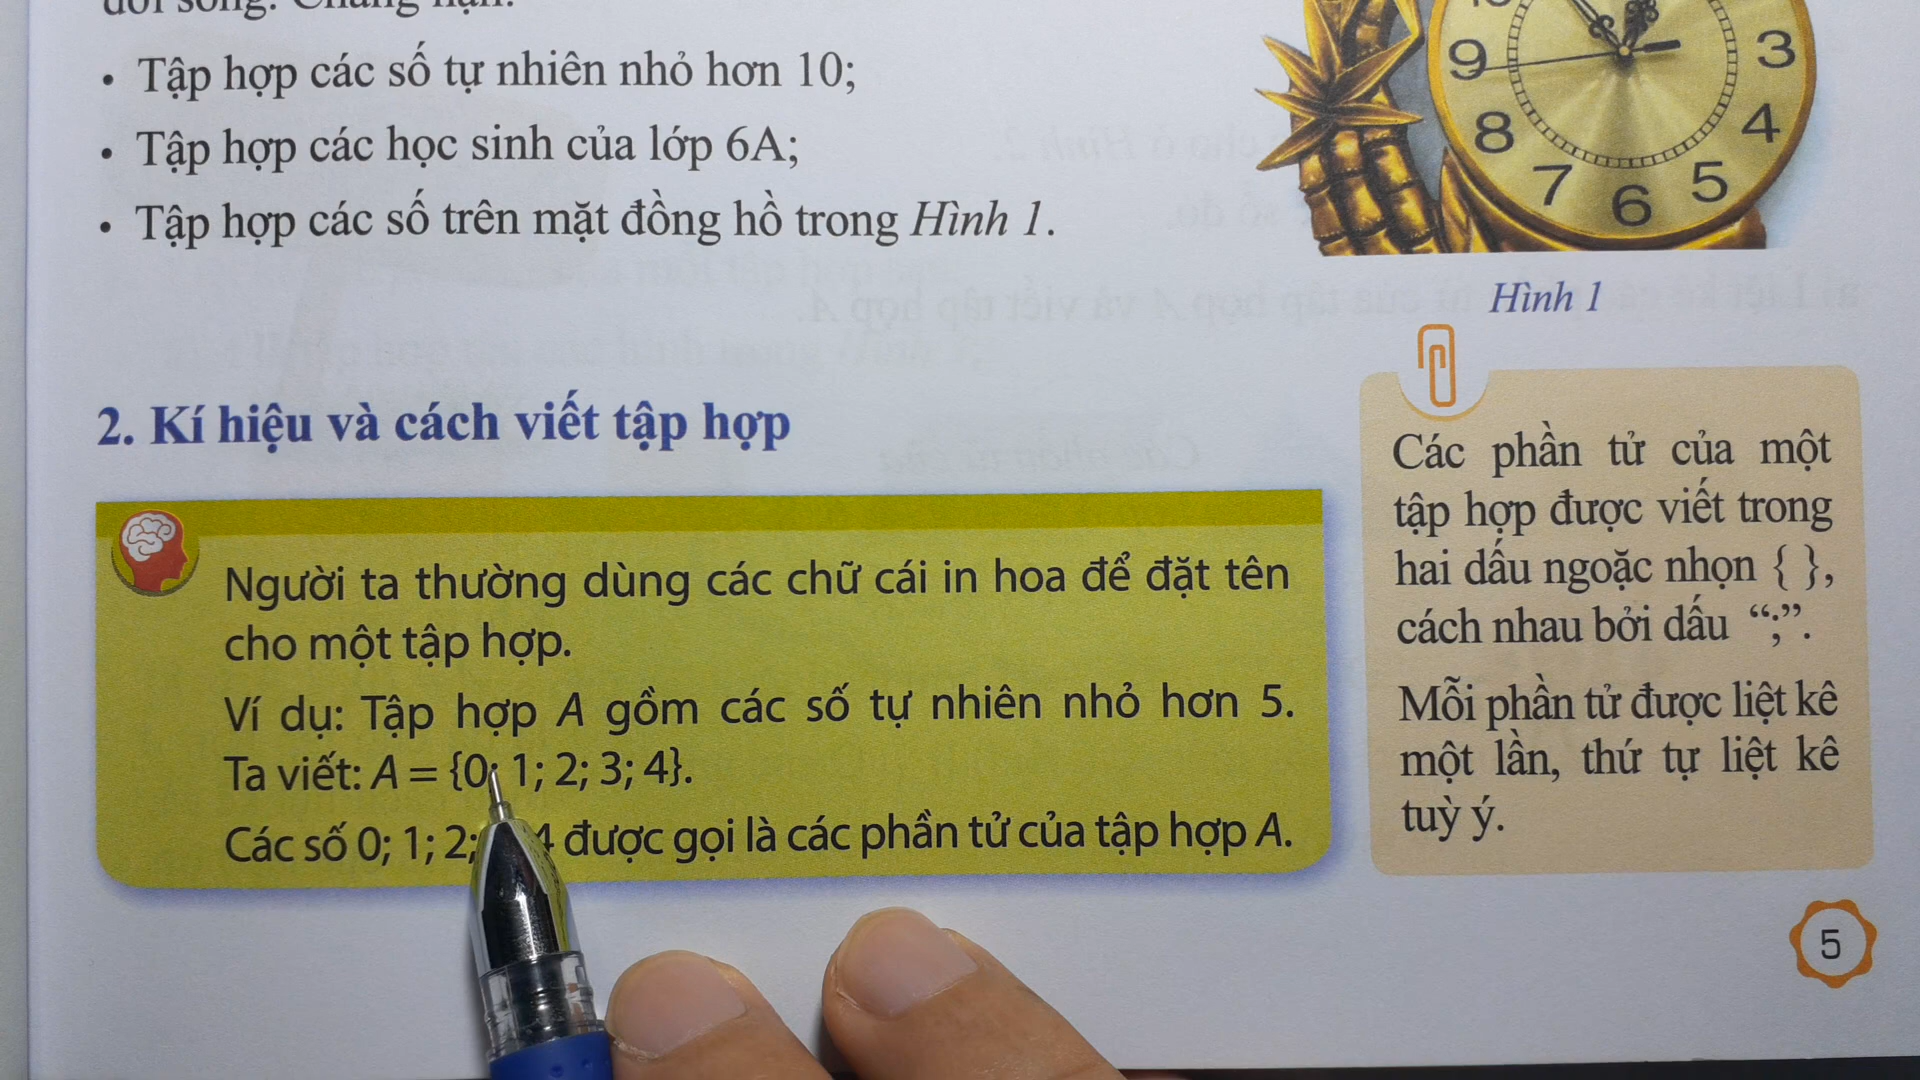 đời sống. Chẳng hạn:
• Tập hợp các số tự nhiên nhỏ hơn 10;
• Tập hợp các học sinh của lớp 6A;
• Tập hợp các số trên mặt đồng hồ trong Hình 1.
10
9
3
8
4
7
6
5
Hình 1
2. Kí hiệu và cách viết tập hợp
Người ta thường dùng các chữ cái in hoa để đặt tên
cho một tập hợp.
Ví dụ: Tập hợp A gồm các số tự nhiên nhỏ hơn 5.
Ta viết: A = {0; 1; 2; 3; 4}.
Các số 0; 1; 2; 4 được gọi là các phần tử của tập hợp A.
Các phần tử của một
tập hợp được viết trong
hai dấu ngoặc nhọn { },
cách nhau bởi dấu “;”.
Mỗi phần tử được liệt kê
một lần, thứ tự liệt kê
tuỳ ý.
5